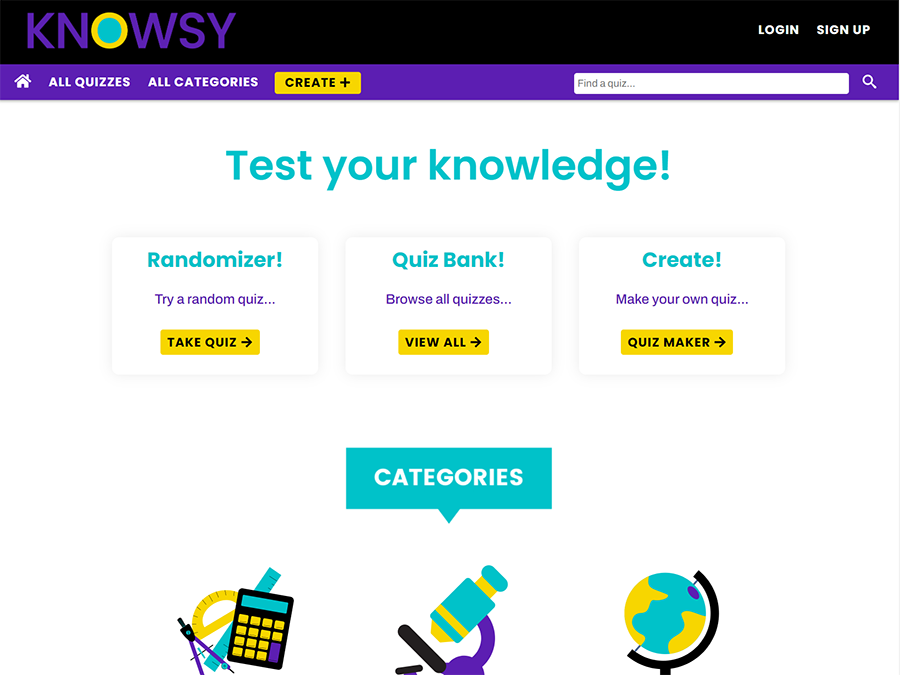 KNOWSY
LOGIN SIGN UP
ALL QUIZZES ALL CATEGORIES CREATE + Find a quiz...
Test your knowledge!
Randomizer! Quiz Bank! Create!
Try a random quiz... Browse all quizzes... Make your own quiz...
TAKE QUIZ → VIEW ALL → QUIZ MAKER →
CATEGORIES